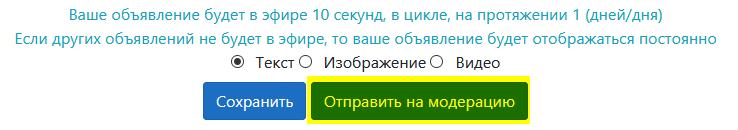 Ваше объявление будет в эфире 10 секунд, в цикле, на протяжении 1 (дней/дня)
Если других объявлений не будет в эфире, то ваше объявление будет отображаться постоянно
Текст Изображение Видео
Сохранить Отправить на модерацию